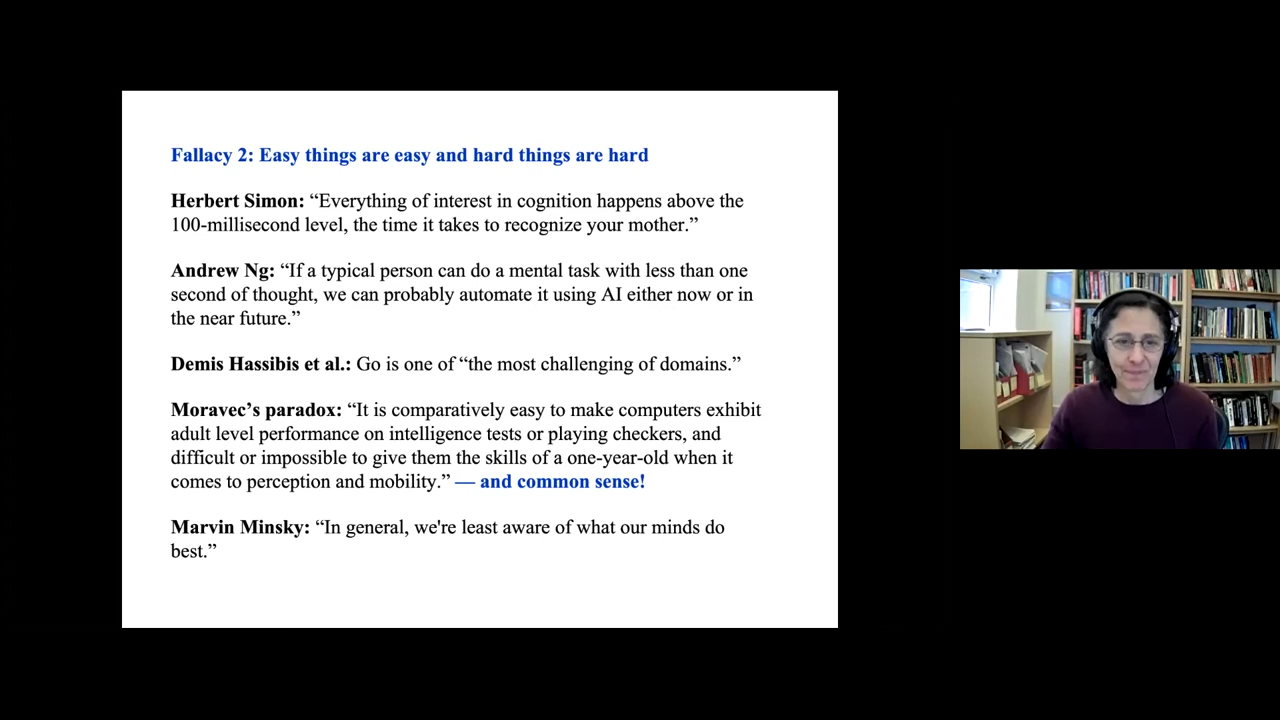 Fallacy 2: Easy things are easy and hard things are hard
Herbert Simon: “Everything of interest in cognition happens above the
100-millisecond level, the time it takes to recognize your mother.”
Andrew Ng: “If a typical person can do a mental task with less than one
second of thought, we can probably automate it using AI either now or in
the near future.”
Demis Hassibis et al.: Go is one of “the most challenging of domains.”
Moravec’s paradox: “It is comparatively easy to make computers exhibit
adult level performance on intelligence tests or playing checkers, and
difficult or impossible to give them the skills of a one-year-old when it
comes to perception and mobility.” — and common sense!
Marvin Minsky: “In general, we're least aware of what our minds do
best.”